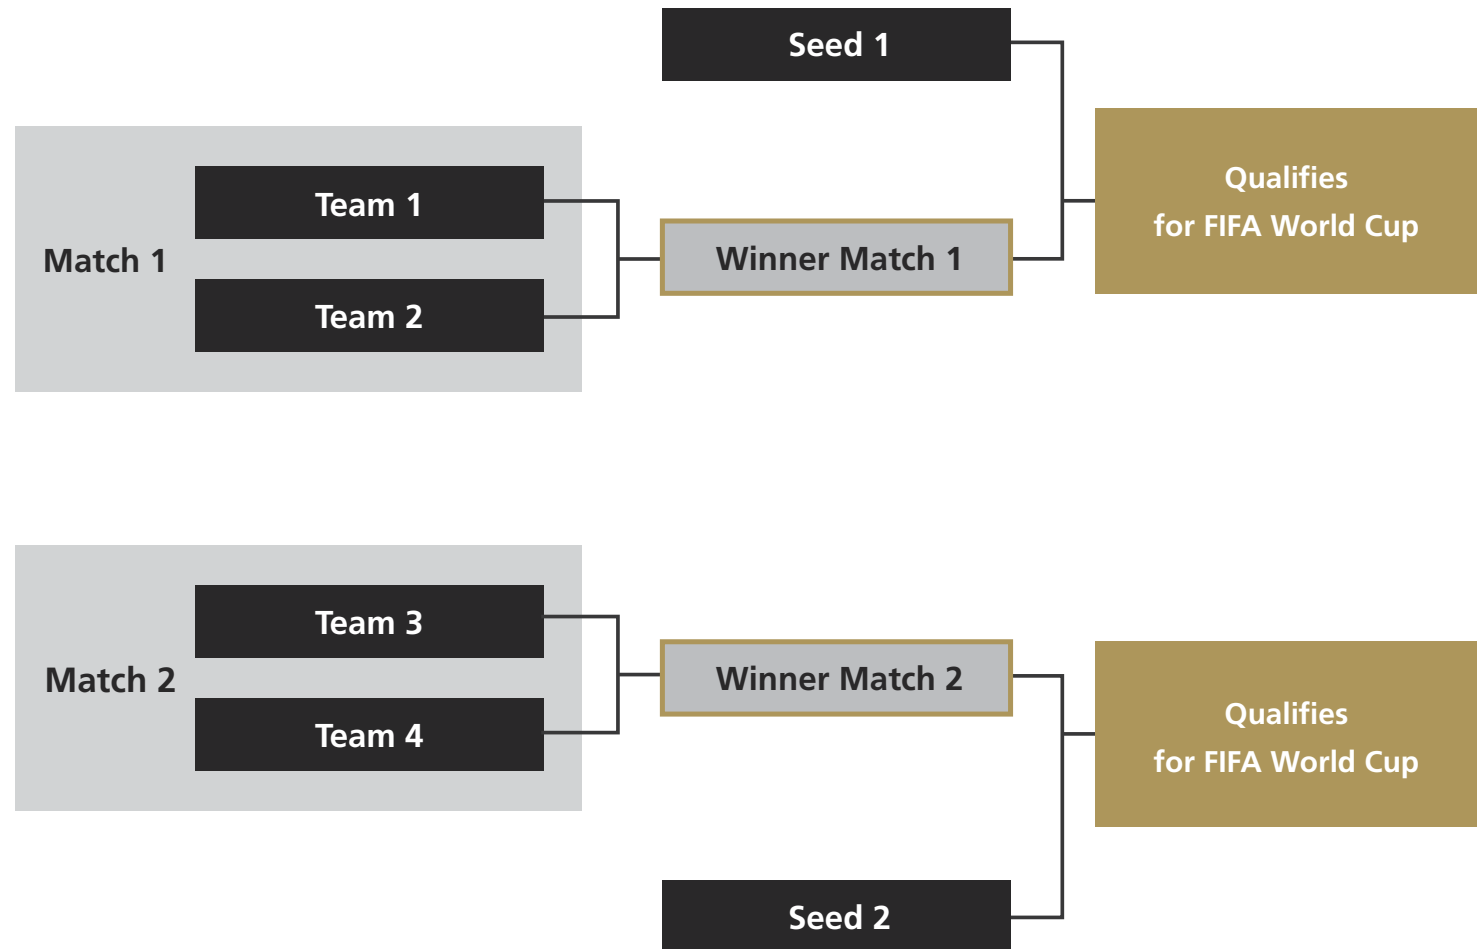 Seed 1
Match 1
Team 1
Team 2
Winner Match 1
Qualifies
for FIFA World Cup
Match 2
Team 3
Team 4
Winner Match 2
Qualifies
for FIFA World Cup
Seed 2